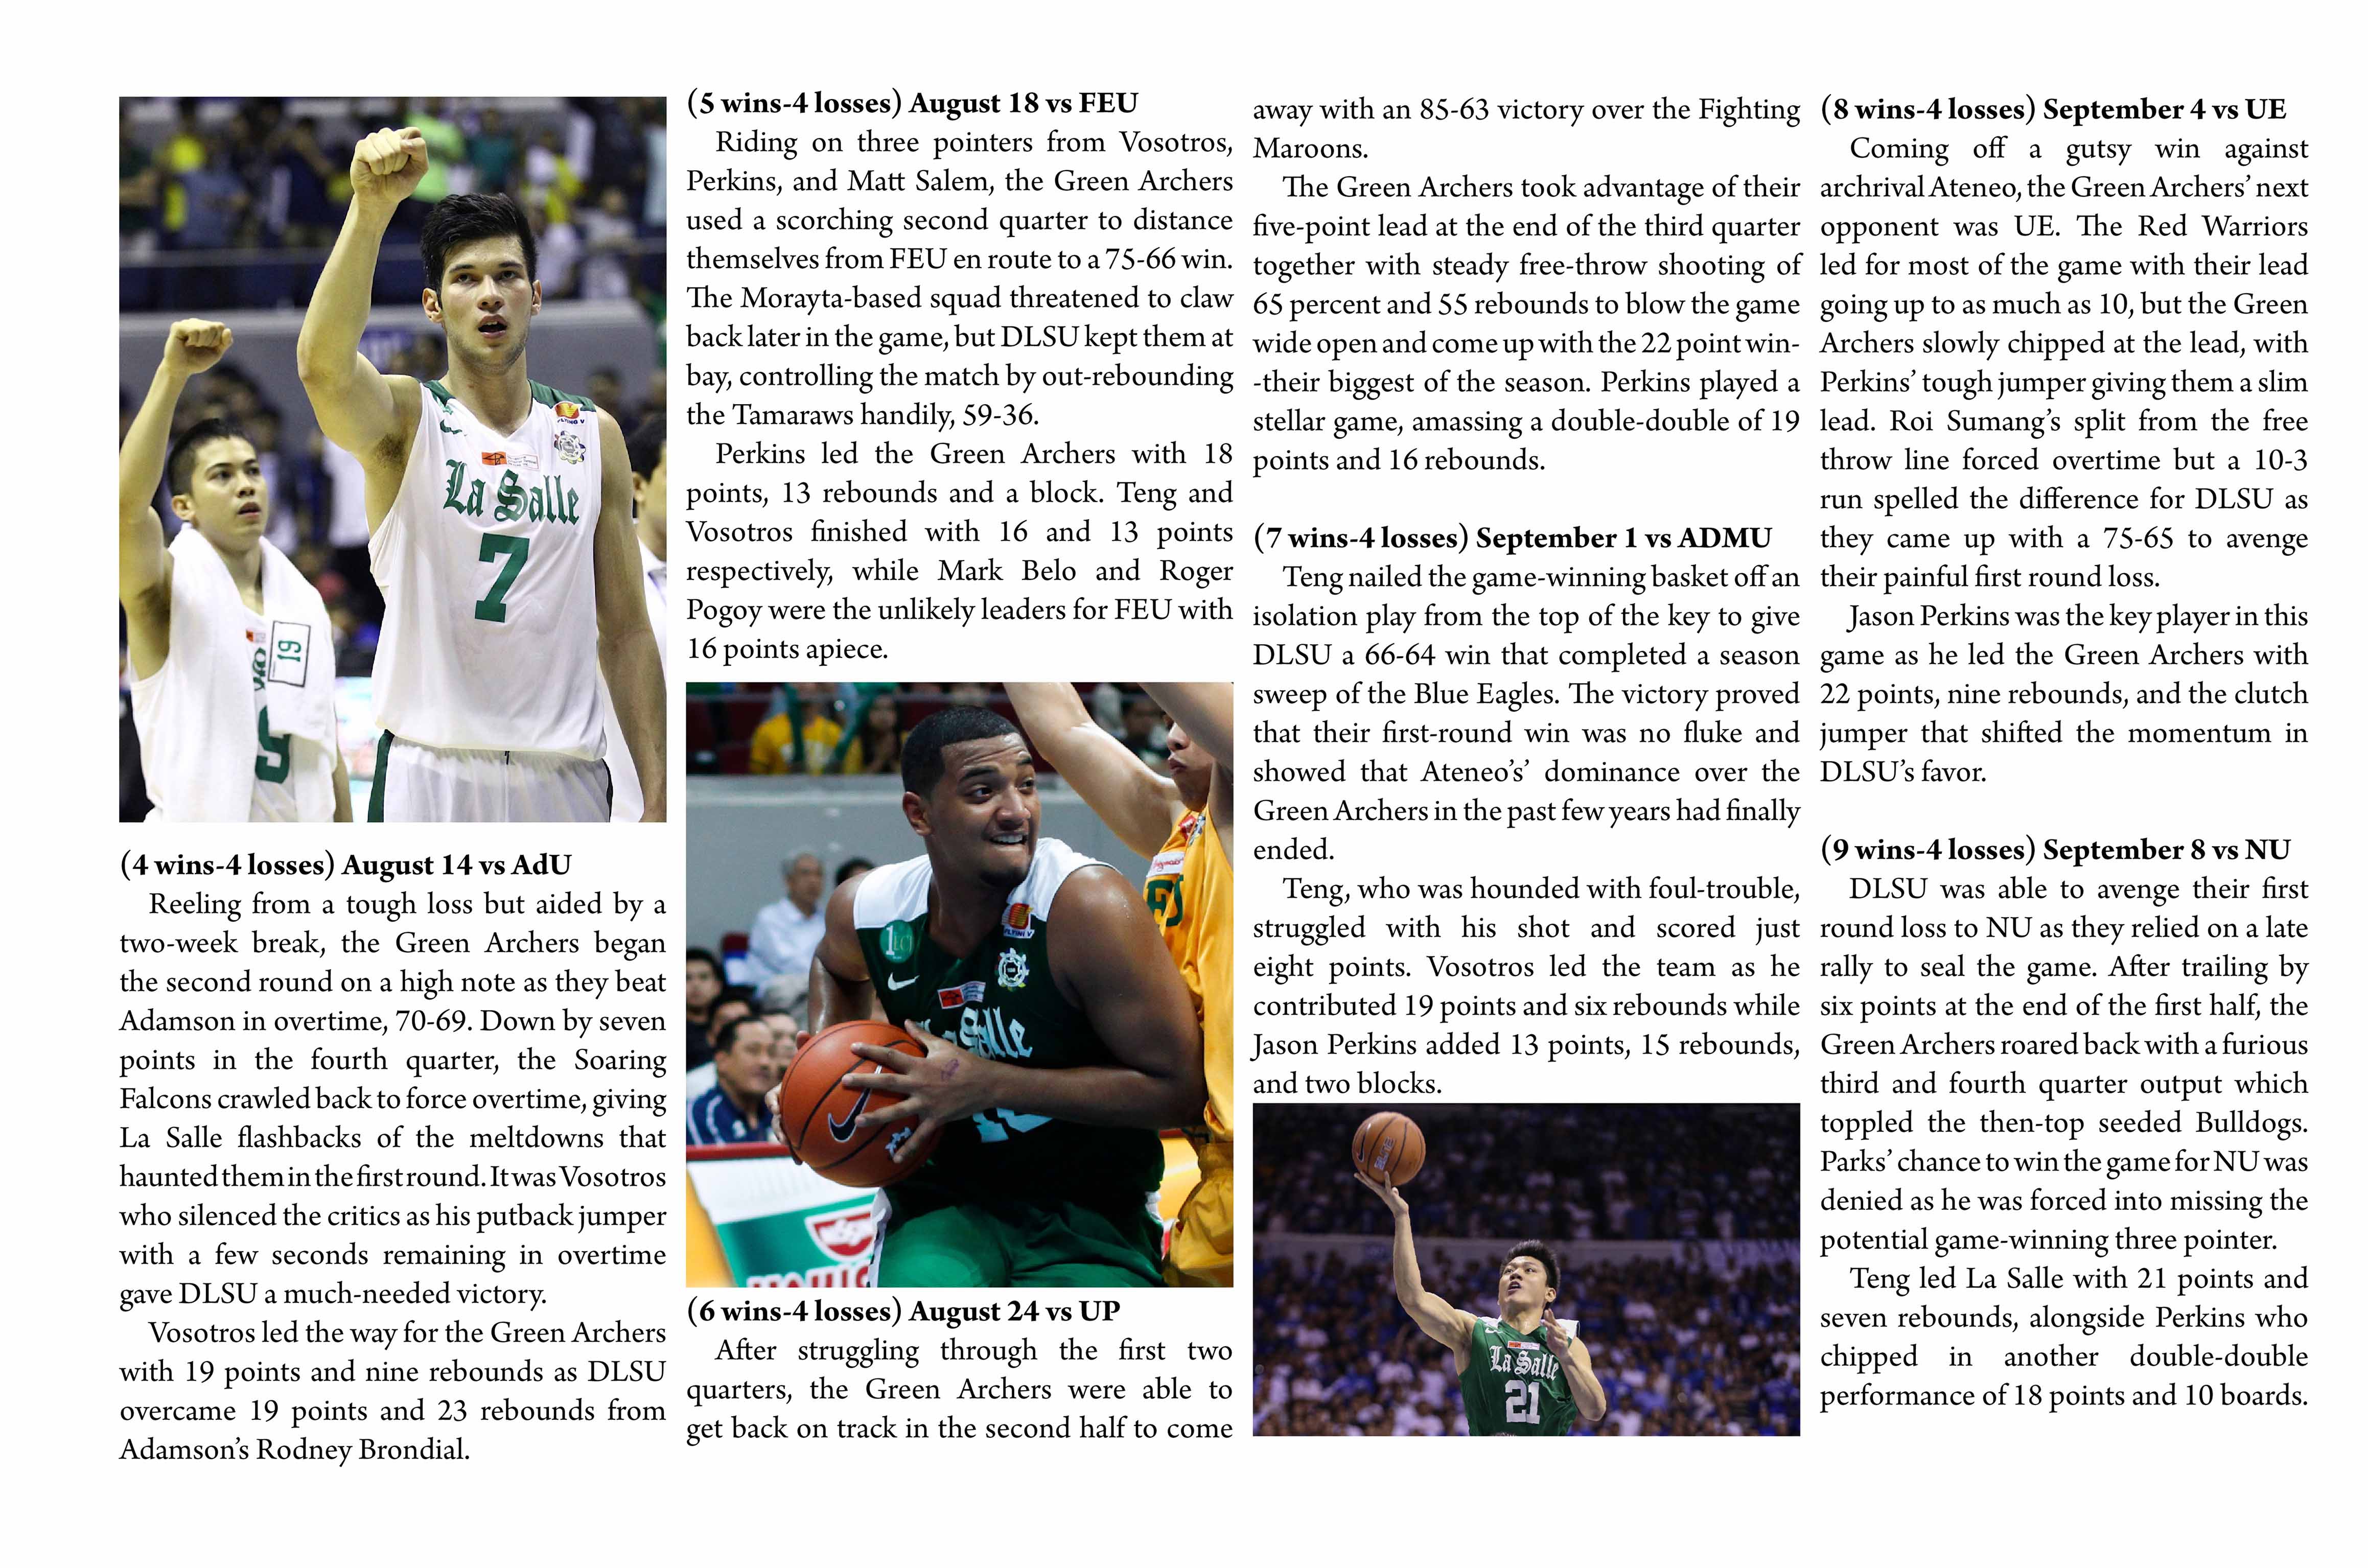 La Salle
7
19
(4 wins-4 losses) August 14 vs AdU
Reeling from a tough loss but aided by a
two-week break, the Green Archers began
the second round on a high note as they beat
Adamson in overtime, 70-69. Down by seven
points in the fourth quarter, the Soaring
Falcons crawled back to force overtime, giving
La Salle flashbacks of the meltdowns that
haunted them in the first round. It was Vosotros
who silenced the critics as his putback jumper
with a few seconds remaining in overtime
gave DLSU a much-needed victory.
Vosotros led the way for the Green Archers
with 19 points and nine rebounds as DLSU
overcame 19 points and 23 rebounds from
Adamson's Rodney Brondial.
(5 wins-4 losses) August 18 vs FEU
Riding on three pointers from Vosotros,
Perkins, and Matt Salem, the Green Archers
used a scorching second quarter to distance
themselves from FEU en route to a 75-66 win.
The Morayta-based squad threatened to claw
back later in the game, but DLSU kept them at
bay, controlling the match by out-rebounding
the Tamaraws handily, 59-36.
Perkins led the Green Archers with 18
points, 13 rebounds and a block. Teng and
Vosotros finished with 16 and 13 points
respectively, while Mark Belo and Roger
Pogoy were the unlikely leaders for FEU with
16 points apiece.
(6 wins-4 losses) August 24 vs UP
After struggling through the first two
quarters, the Green Archers were able to
get back on track in the second half to come
away with an 85-63 victory over the Fighting
Maroons.
The Green Archers took advantage of their
five-point lead at the end of the third quarter
together with steady free-throw shooting of
65 percent and 55 rebounds to blow the game
wide open and come up with the 22 point win-
-their biggest of the season. Perkins played a
stellar game, amassing a double-double of 19
points and 16 rebounds.
(7 wins-4 losses) September 1 vs ADMU
Teng nailed the game-winning basket off an
isolation play from the top of the key to give
DLSU a 66-64 win that completed a season
sweep of the Blue Eagles. The victory proved
that their first-round win was no fluke and
showed that Ateneo's' dominance over the
Green Archers in the past few years had finally
ended.
Teng, who was hounded with foul-trouble,
struggled with his shot and scored just
eight points. Vosotros led the team as he
contributed 19 points and six rebounds while
Jason Perkins added 13 points, 15 rebounds,
and two blocks.
La Salle
21
(8 wins-4 losses) September 4 vs UE
Coming off a gutsy win against
archrival Ateneo, the Green Archers' next
opponent was UE. The Red Warriors
led for most of the game with their lead
going up to as much as 10, but the Green
Archers slowly chipped at the lead, with
Perkins' tough jumper giving them a slim
lead. Roi Sumang's split from the free
throw line forced overtime but a 10-3
run spelled the difference for DLSU as
they came up with a 75-65 to avenge
their painful first round loss.
Jason Perkins was the key player in this
game as he led the Green Archers with
22 points, nine rebounds, and the clutch
jumper that shifted the momentum in
DLSU's favor.
(9 wins-4 losses) September 8 vs NU
DLSU was able to avenge their first
round loss to NU as they relied on a late
rally to seal the game. After trailing by
six points at the end of the first half, the
Green Archers roared back with a furious
third and fourth quarter output which
toppled the then-top seeded Bulldogs.
Parks' chance to win the game for NU was
denied as he was forced into missing the
potential game-winning three pointer.
Teng led La Salle with 21 points and
seven rebounds, alongside Perkins who
chipped in another double-double
performance of 18 points and 10 boards.